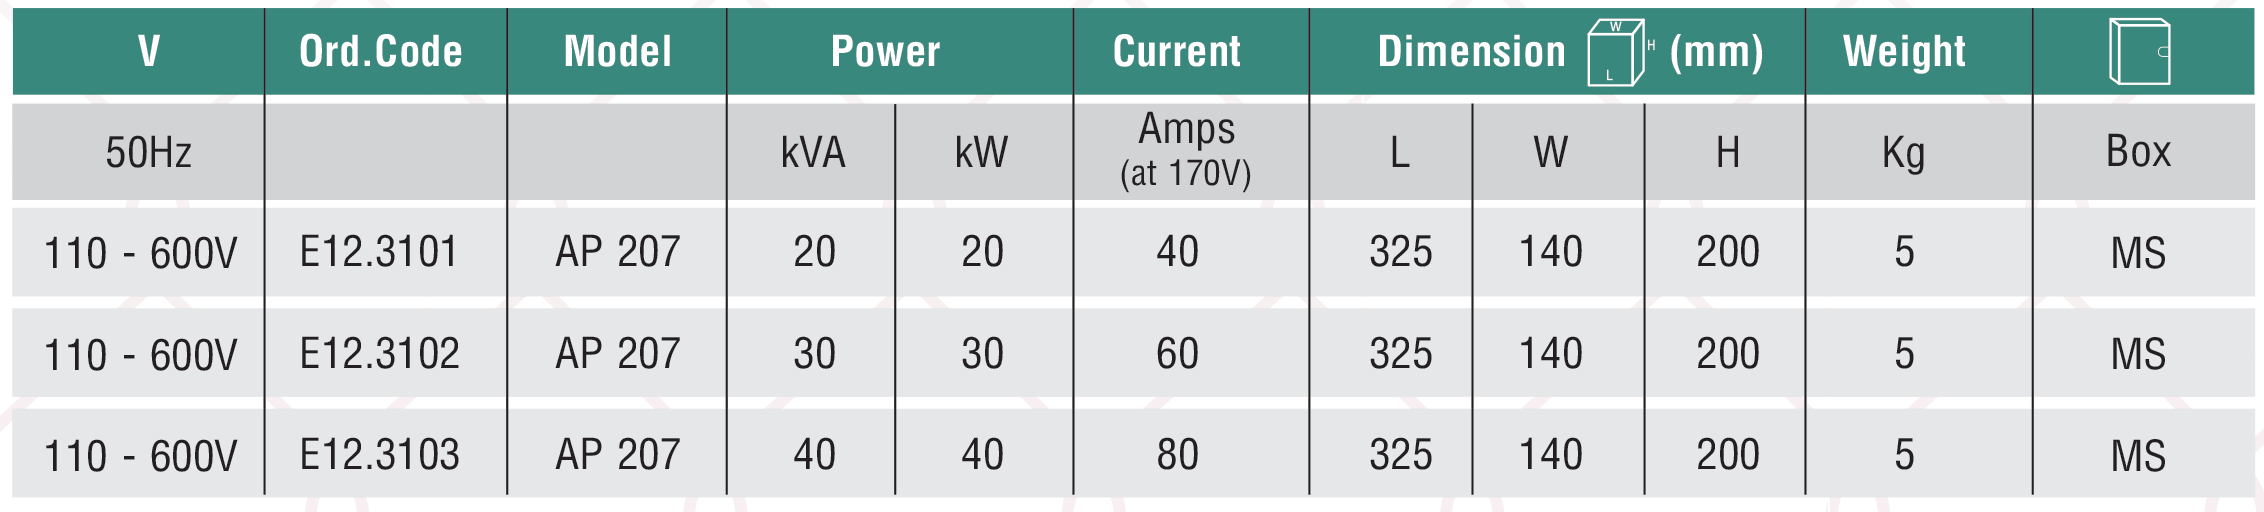 V Ord.Code Model Power Current Dimension W H L (mm) Weight
50Hz kVA kW Amps (at 170V) L W H Kg Box
110 - 600V E12.3101 AP 207 20 20 40 325 140 200 5 MS
110 - 600V E12.3102 AP 207 30 30 60 325 140 200 5 MS
110 - 600V E12.3103 AP 207 40 40 80 325 140 200 5 MS